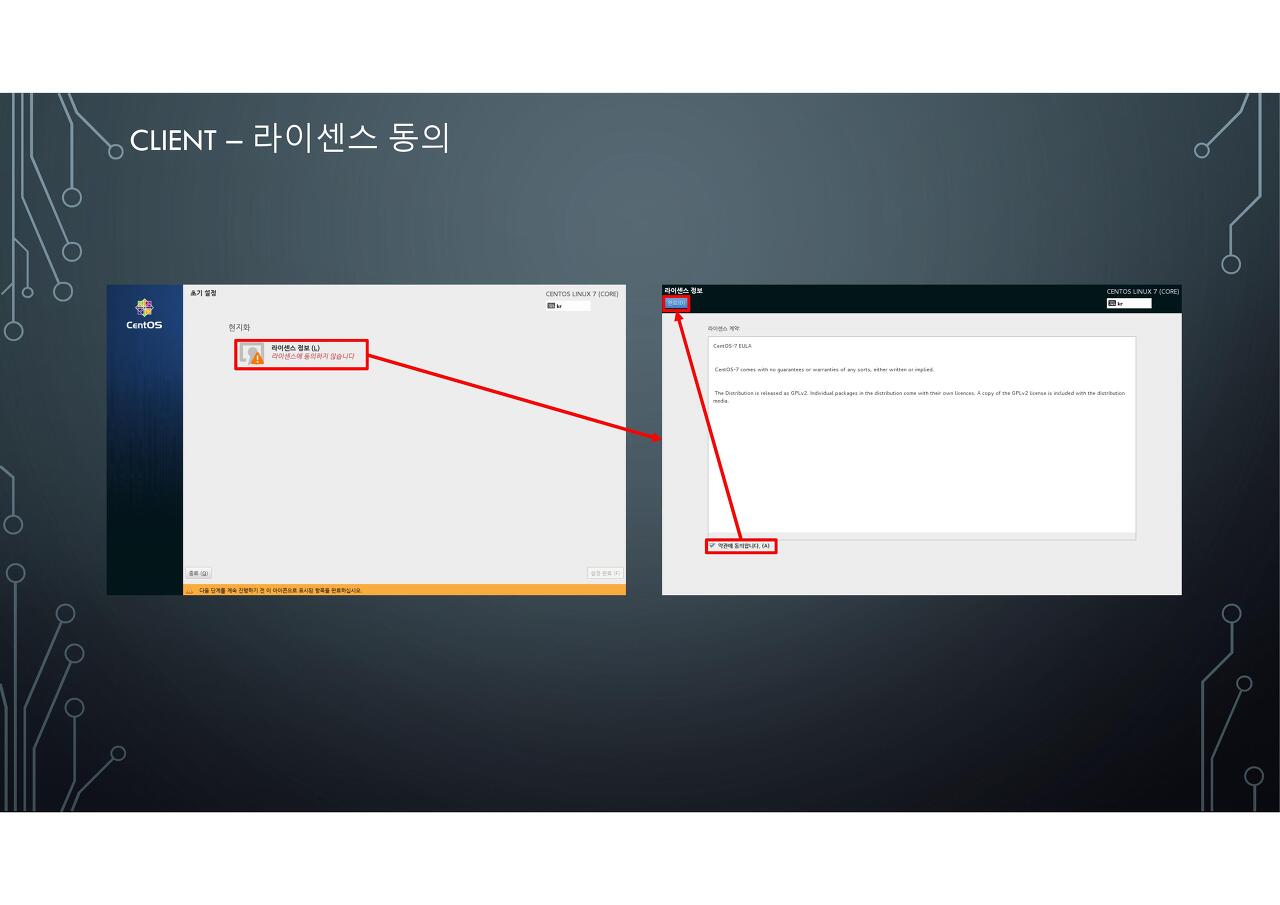 CLIENT – 라이센스 동의
CentOS
초기 설정
CENTOS LINUX 7 (CORE)
kr
현지화
라이센스 정보 (L)
라이센스에 동의하지 않습니다
종료 (Q)
설정 완료 (F)
다음 단계를 계속 진행하기 전 이 아이콘으로 표시된 항목을 완료하십시오.
라이센스 정보
완료(D)
CENTOS LINUX 7 (CORE)
kr
라이센스 계약:
CentOS-7 EULA
CentOS-7 comes with no guarantees or warranties of any sorts, either written or implied.
The Distribution is released as GPLv2. Individual packages in the distribution come with their own licences. A copy of the GPLv2 license is included with the distribution
media.
약관에 동의합니다. (A)